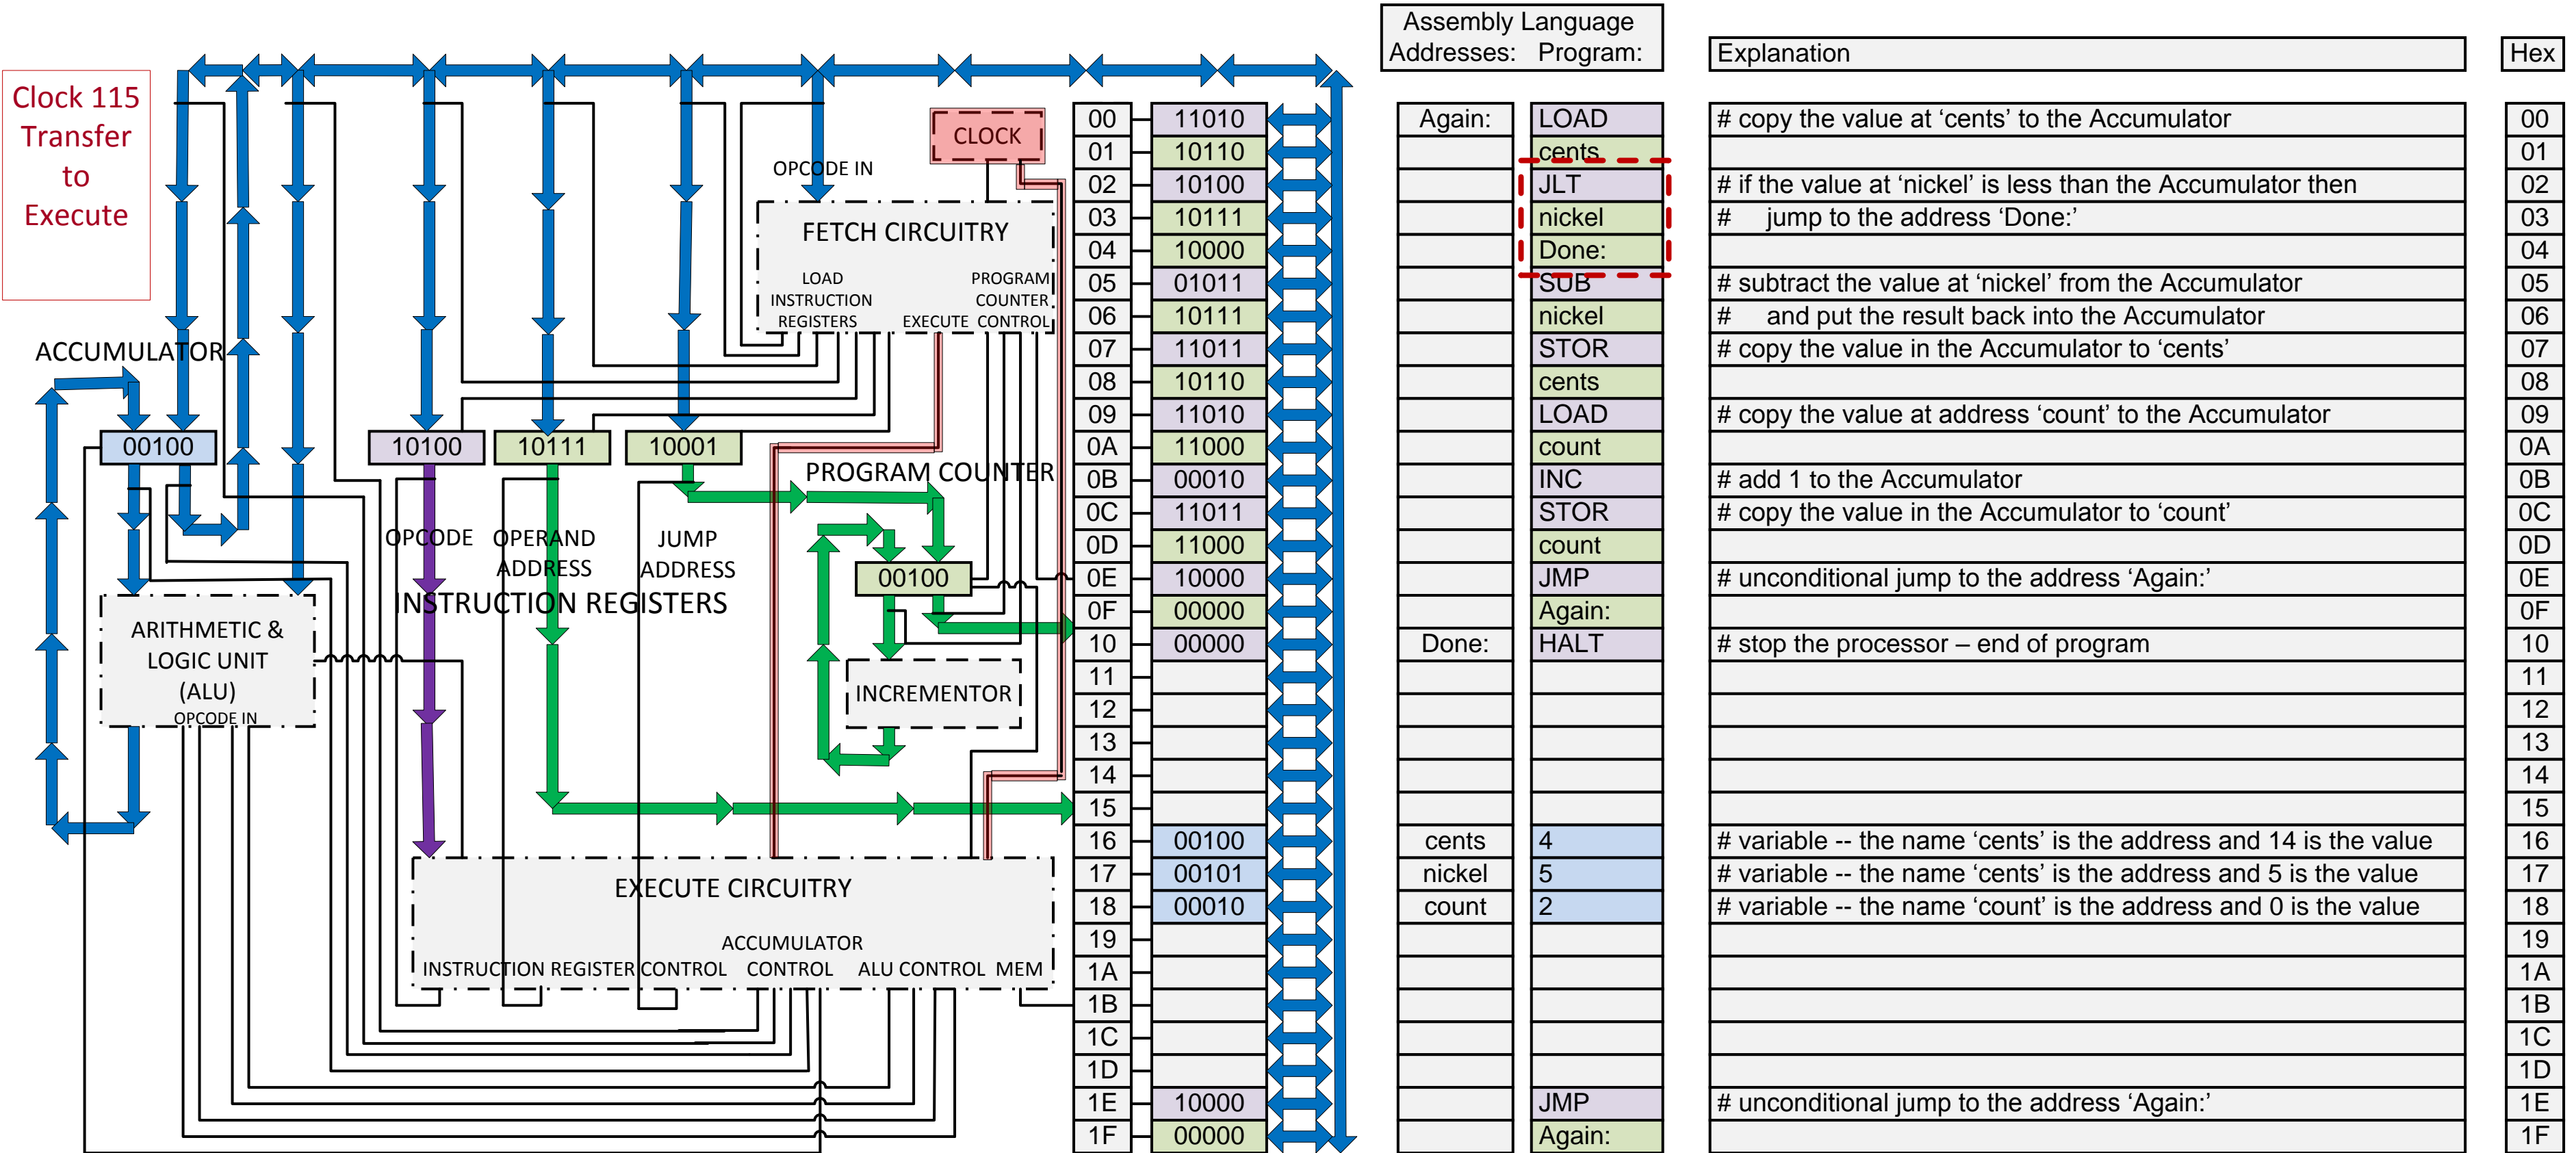 Assembly Language
Addresses: Program:
Explanation
Hex
Clock 115
Transfer
to
Execute
CLOCK
OPCODE IN
FETCH CIRCUITRY
LOAD
INSTRUCTION
REGISTERS
EXECUTE
PROGRAM
COUNTER
CONTROL
ACCUMULATOR
00100
10100
10111
10001
PROGRAM COUNTER
OPCODE
OPERAND
ADDRESS
JUMP
ADDRESS
INSTRUCTION REGISTERS
00100
INCREMENTOR
ARITHMETIC &
LOGIC UNIT
(ALU)
OPCODE IN
EXECUTE CIRCUITRY
INSTRUCTION REGISTER CONTROL
ACCUMULATOR
CONTROL
ALU CONTROL
MEM
00 11010 Again: LOAD # copy the value at ‘cents’ to the Accumulator 00
01 10110 cents 01
02 10100 JLT # if the value at ‘nickel’ is less than the Accumulator then 02
03 10111 nickel # jump to the address ‘Done:’ 03
04 10000 Done: 04
05 01011 SUB # subtract the value at ‘nickel’ from the Accumulator 05
06 10111 nickel # and put the result back into the Accumulator 06
07 11011 STOR # copy the value in the Accumulator to ‘cents’ 07
08 10110 cents 08
09 11010 LOAD # copy the value at address ‘count’ to the Accumulator 09
0A 11000 count 0A
0B 00010 INC # add 1 to the Accumulator 0B
0C 11011 STOR # copy the value in the Accumulator to ‘count’ 0C
0D 11000 count 0D
0E 10000 JMP # unconditional jump to the address ‘Again:’ 0E
0F 00000 Again: 0F
10 00000 Done: HALT # stop the processor – end of program 10
11 11
12 12
13 13
14 14
15 15
16 00100 cents 4 # variable -- the name ‘cents’ is the address and 14 is the value 16
17 00101 nickel 5 # variable -- the name ‘cents’ is the address and 5 is the value 17
18 00010 count 2 # variable -- the name ‘count’ is the address and 0 is the value 18
19 19
1A 1A
1B 1B
1C 1C
1D 1D
1E 10000 JMP # unconditional jump to the address ‘Again:’ 1E
1F 00000 Again: 1F